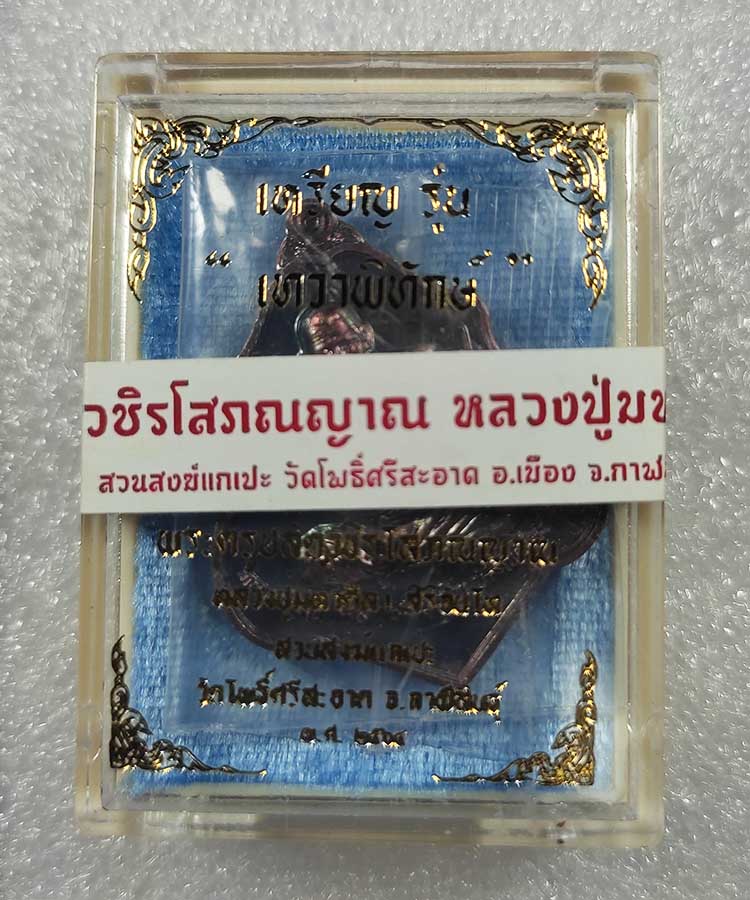 เหรียญ รุ่น
" เทวาพิทักษ์ "
วชิรโสภณญาณ หลวงปู่ม
สวนสงฆ์แกเปะ วัดโพธิ์ศรีสะอาด อ.เมือง จ.กาฬ
สวนสงฆ์แกเปะ
วัดโพธิ์ศรีสะอาด จ.กาฬสินธุ์